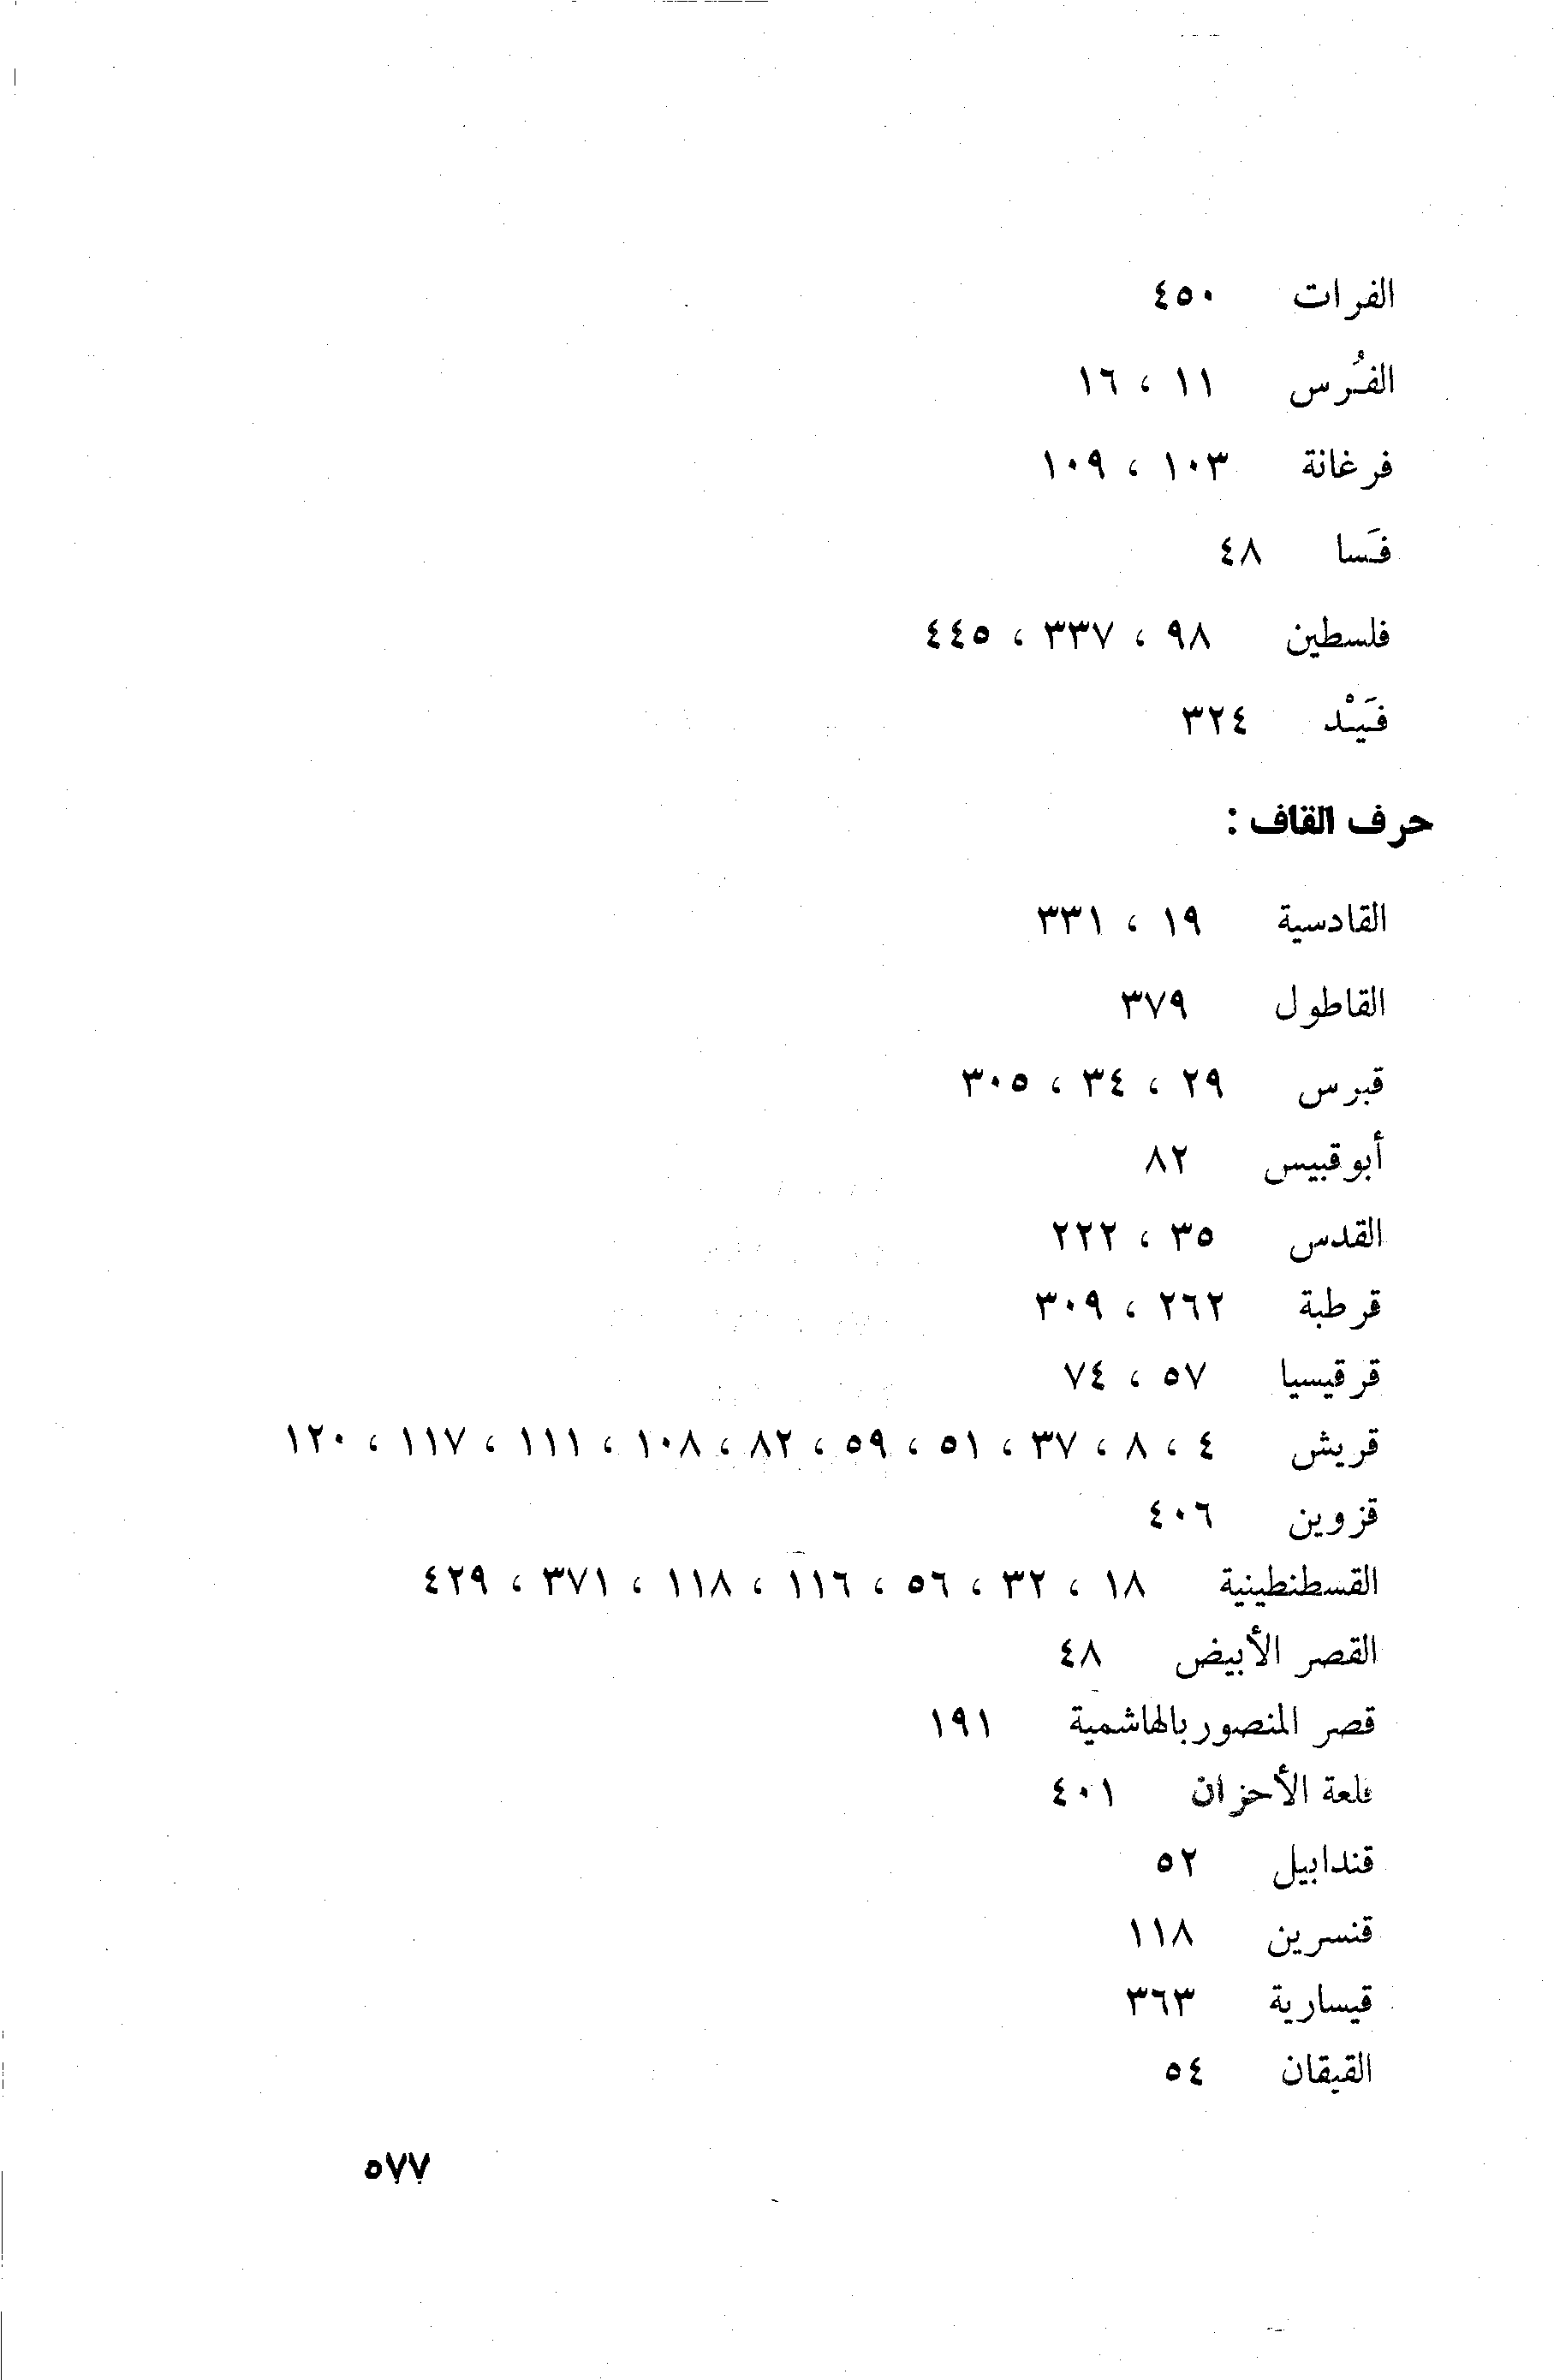 الفرات ٤٥٠
الفُرس ١١ ، ١٦
فرغانة ١٠٣ ، ١٠٩
فَسا ٤٨
فلسطين ٩٨ ، ٣٣٧ ، ٤٤٥
فَيْد ٣٢٤
حرف القاف :
القادسية ١٩ ، ٣٣١
القاطول ٣٧٩
قبرس ٢٩ ، ٣٤ ، ٣٠٥
أبوقبيس ٨٢
القدس ٣٥ ، ٢٢٢
قرطبة ٢٦٢ ، ٣٠٩
قرقيسيا ٥٧ ، ٧٤
قريش ٤ ، ٨ ، ٣٧ ، ٥١ ، ٥٩ ، ٨٢ ، ١٠٨ ، ١١١ ، ١١٧ ، ١٢٠
قزوين ٤٠٦
القسطنطينية ١٨ ، ٣٢ ، ٥٦ ، ١١٦ ، ١١٨ ، ٣٧١ ، ٤٢٩
القصر الأبيض ٤٨
قصر المنصور بالهاشمية ١٩١
قلعة الأحزان ٤٠١
قندابيل ٥٢
قنسرين ١١٨
قيسارية ٣٦٣
القيقان ٥٤
٥٧٧